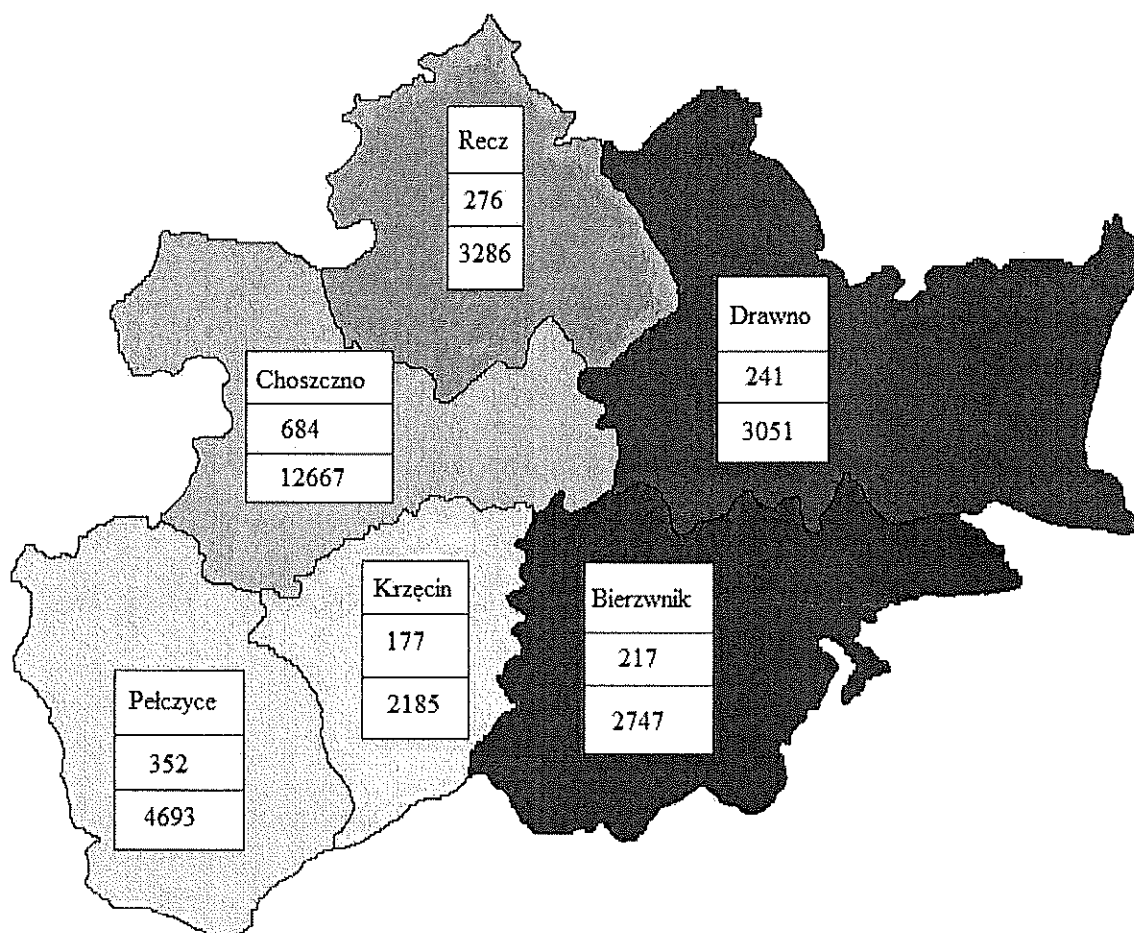 Recz
276
3286
Drawno
241
3051
Choszczno
684
12667
Krzęcin
177
2185
Bierzwnik
217
2747
Pełczyce
352
4693